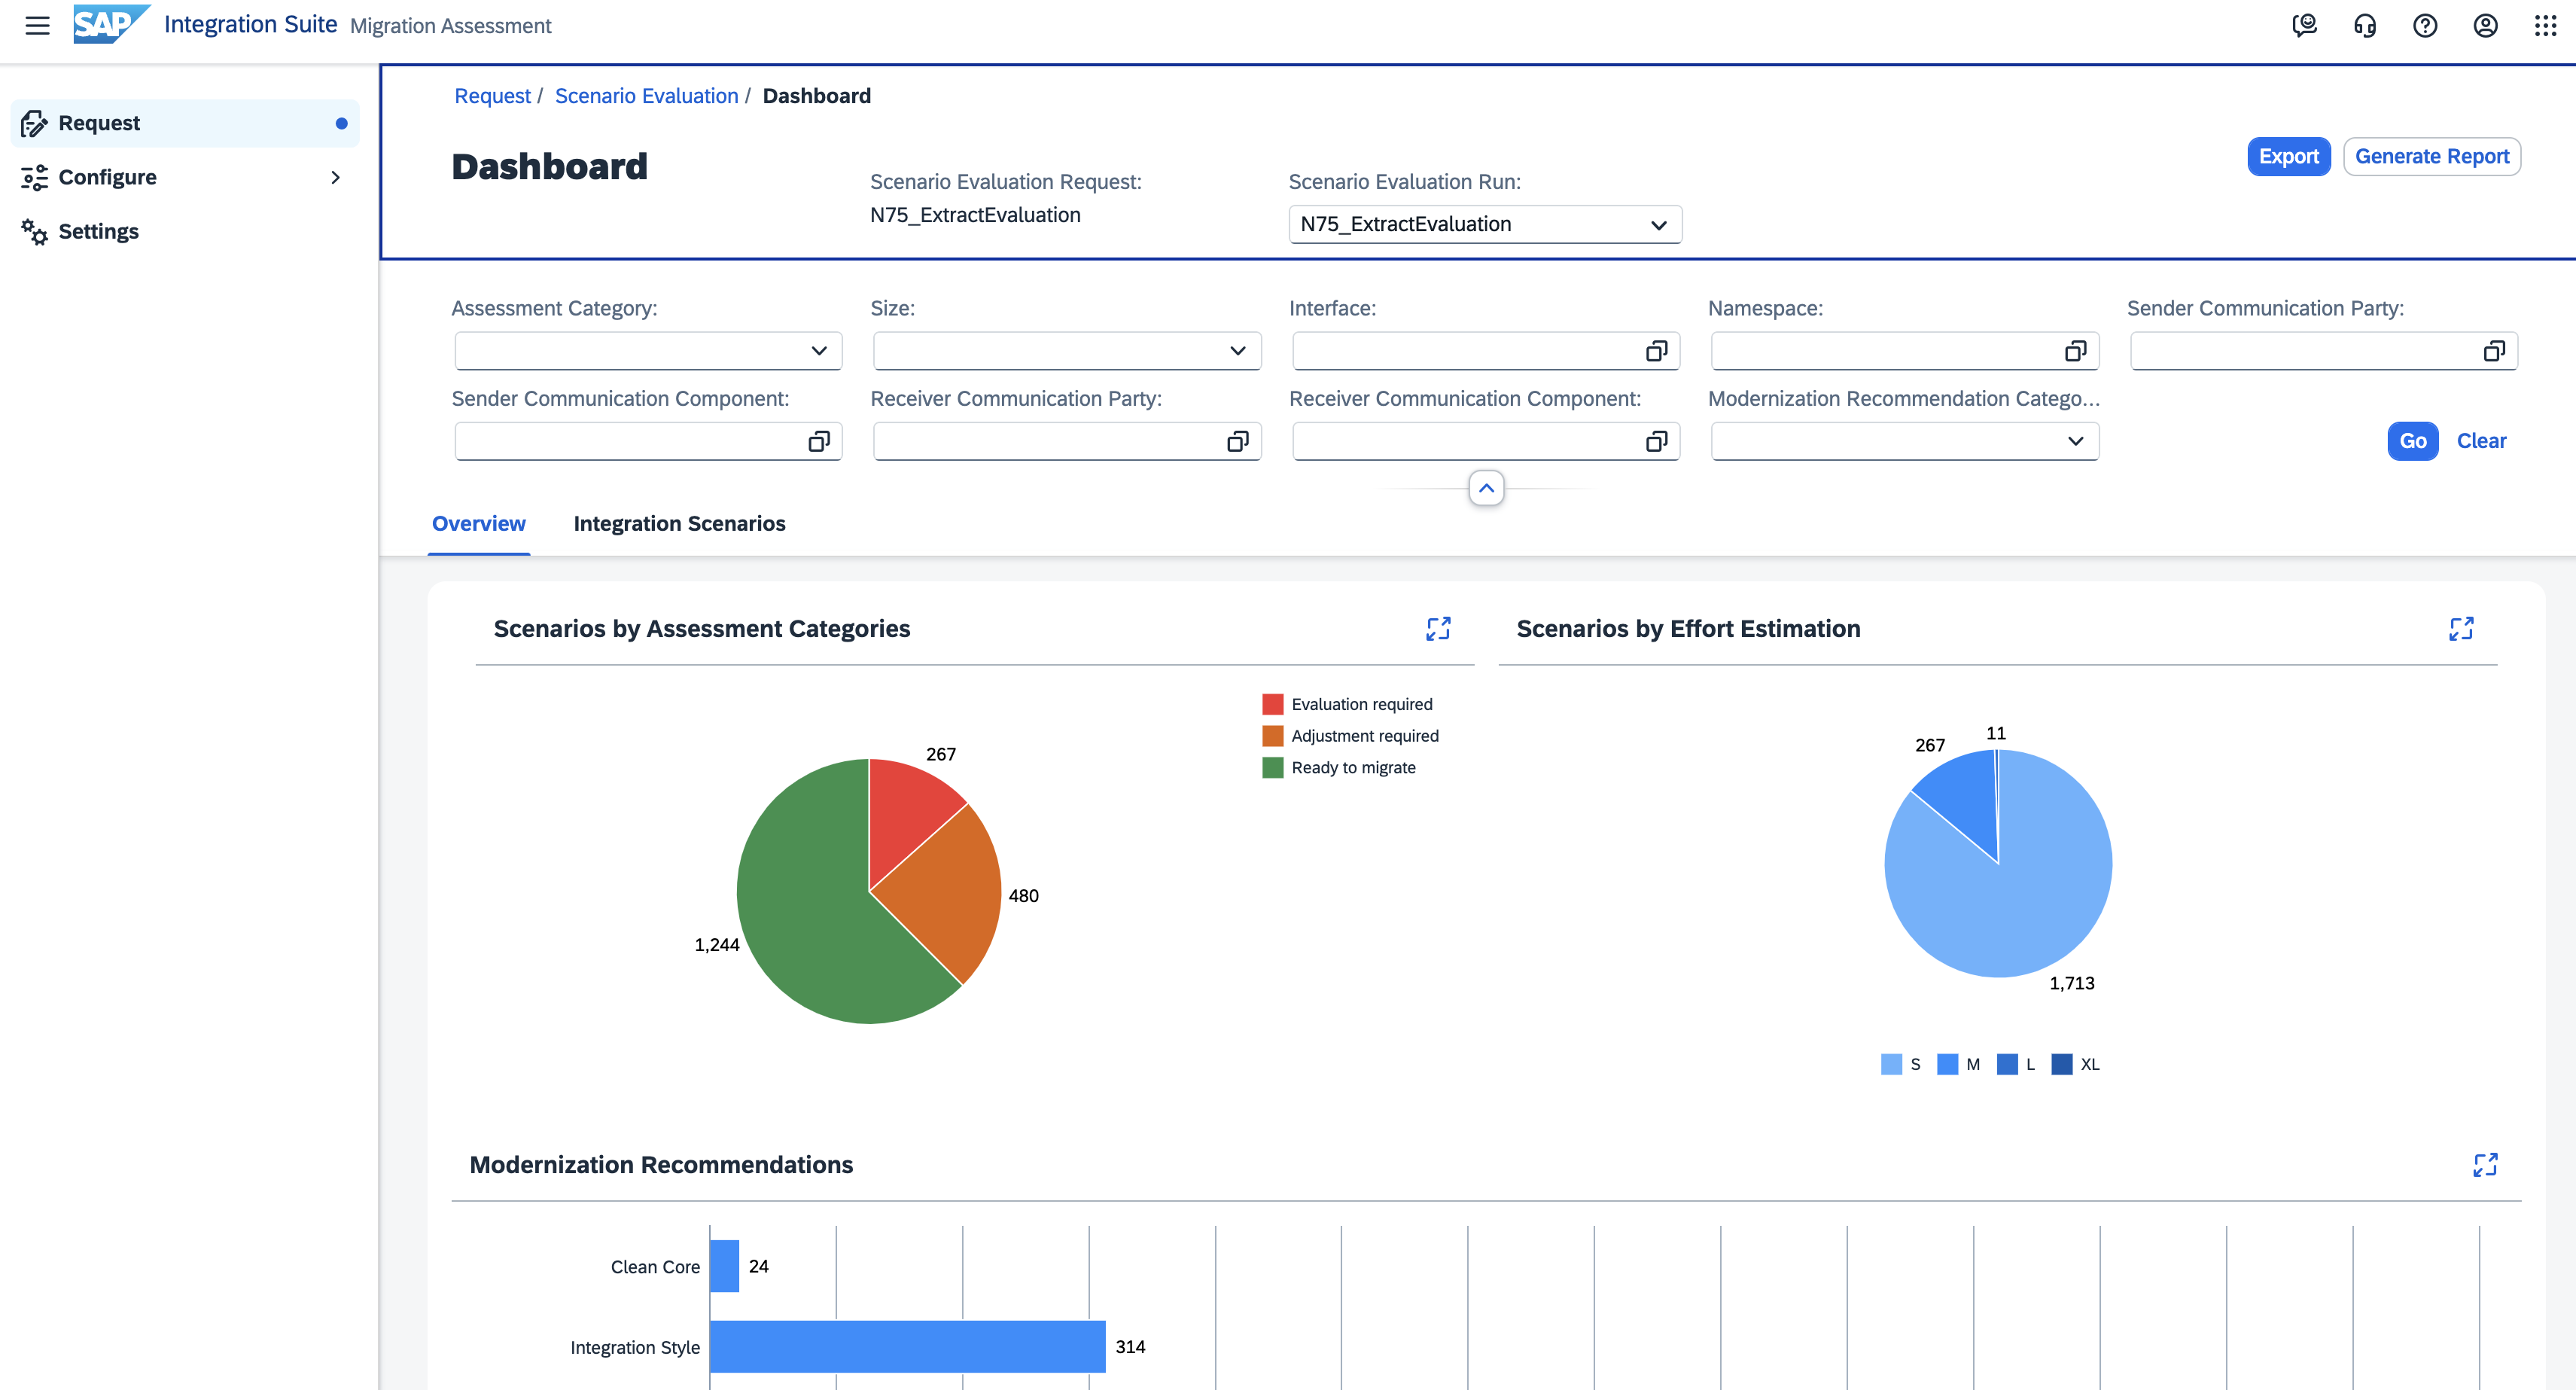 SAP Integration Suite Migration Assessment
Request
Configure
Settings
Request / Scenario Evaluation / Dashboard
Dashboard
Scenario Evaluation Request:
N75_ExtractEvaluation
Scenario Evaluation Run:
N75_ExtractEvaluation
Export Generate Report
Assessment Category: Size: Interface: Namespace: Sender Communication Party:
Sender Communication Component: Receiver Communication Party: Receiver Communication Component: Modernization Recommendation Catego...
Go Clear
Overview Integration Scenarios
Scenarios by Assessment Categories
Evaluation required
Adjustment required
Ready to migrate
267
480
1,244
Scenarios by Effort Estimation
267
11
1,713
S M L XL
Modernization Recommendations
Clean Core 24
Integration Style 314